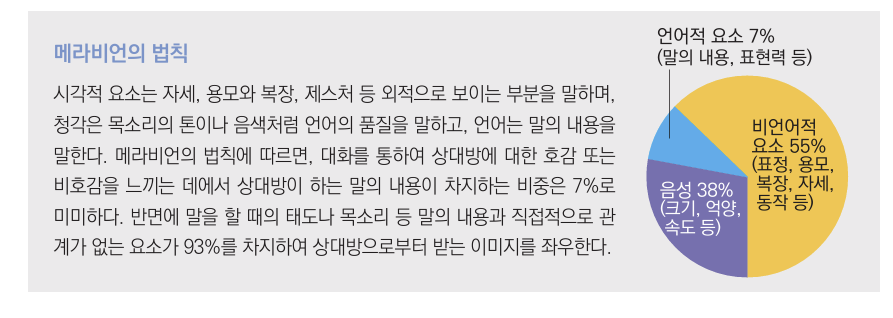 메라비언의 법칙
시각적 요소는 자세, 용모와 복장, 제스처 등 외적으로 보이는 부분을 말하며,
청각은 목소리의 톤이나 음색처럼 언어의 품질을 말하고, 언어는 말의 내용을
말한다. 메라비언의 법칙에 따르면, 대화를 통하여 상대방에 대한 호감 또는
비호감을 느끼는 데에서 상대방이 하는 말의 내용이 차지하는 비중은 7%로
미미하다. 반면에 말을 할 때의 태도나 목소리 등 말의 내용과 직접적으로 관
계가 없는 요소가 93%를 차지하여 상대방으로부터 받는 이미지를 좌우한다.
언어적 요소 7%
(말의 내용, 표현력 등)
비언어적
요소 55%
(표정, 용모,
복장, 자세,
동작 등)
음성 38%
(크기, 억양,
속도 등)